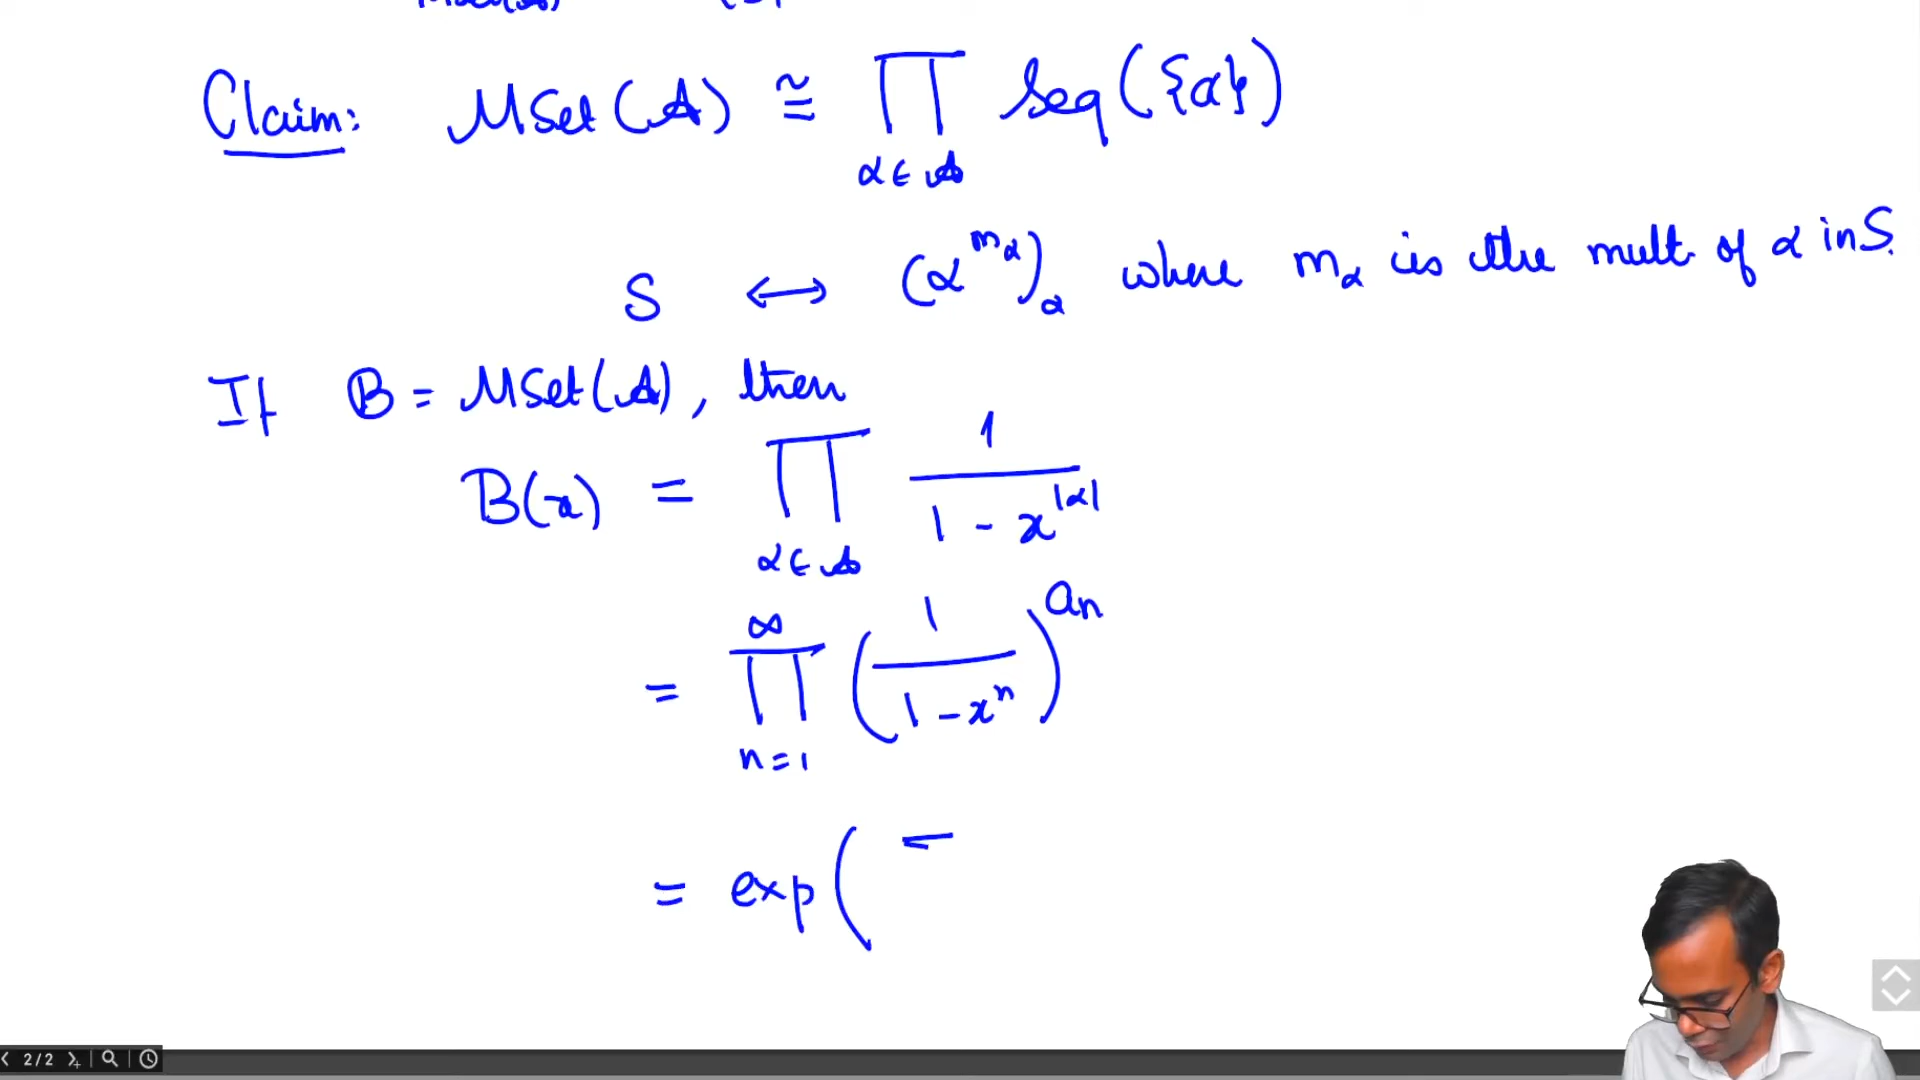 Claim: MSet(A) ≅ ∏_{α∈A} Seq({α})
S ↔ (α^{m_α})_α where m_α is the mult. of α in S.
If B = MSet(A), then
B(x) = ∏_{α∈A} 1/(1 - x^{|α|})
= ∏_{n=1}^{∞} (1/(1 - x^n))^{a_n}
= exp(
2/2